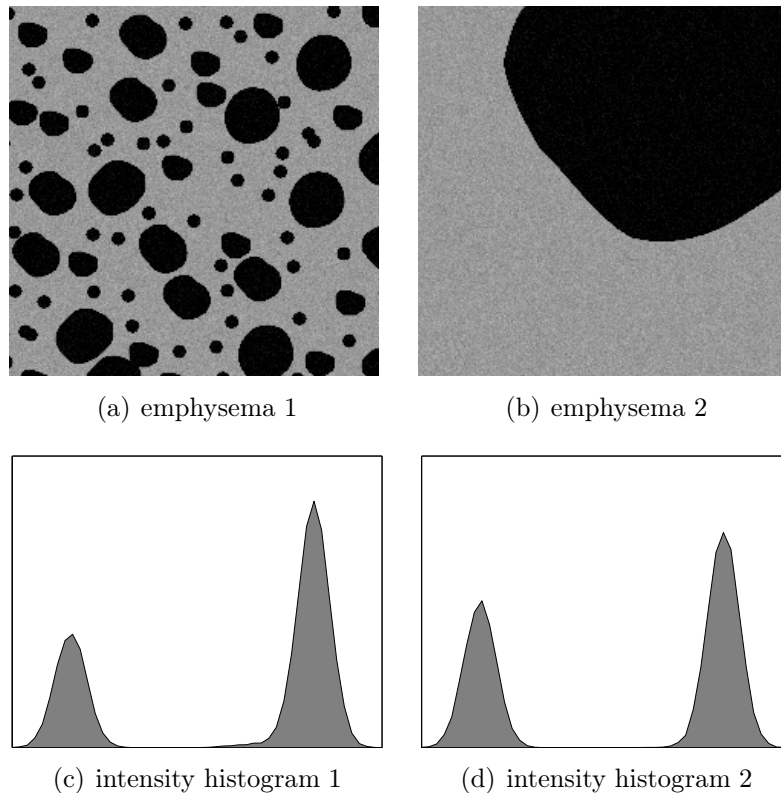 (a) emphysema 1
(b) emphysema 2
(c) intensity histogram 1
(d) intensity histogram 2